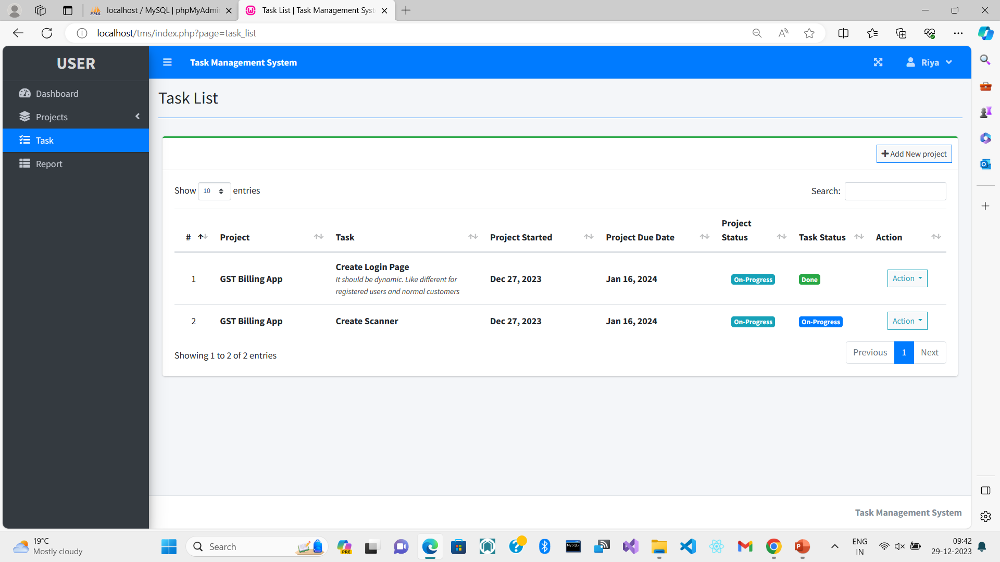 localhost / MySQL | phpMyAdmi
Task List | Task Management Syst
localhost/tms/index.php?page=task_list
USER
Task Management System
Riya
Dashboard
Projects
Task
Report
Task List
Add New project
Show 10 entries
Search:
# Project Task Project Started Project Due Date Project Status Task Status Action
1 GST Billing App Create Login Page Dec 27, 2023 Jan 16, 2024 On-Progress Done Action
It should be dynamic. Like different for
registered users and normal customers
2 GST Billing App Create Scanner Dec 27, 2023 Jan 16, 2024 On-Progress On-Progress Action
Showing 1 to 2 of 2 entries
Previous 1 Next
Task Management System
19°C
Mostly cloudy
Search
PRE
MySQL
ENG
IN
09:42
29-12-2023